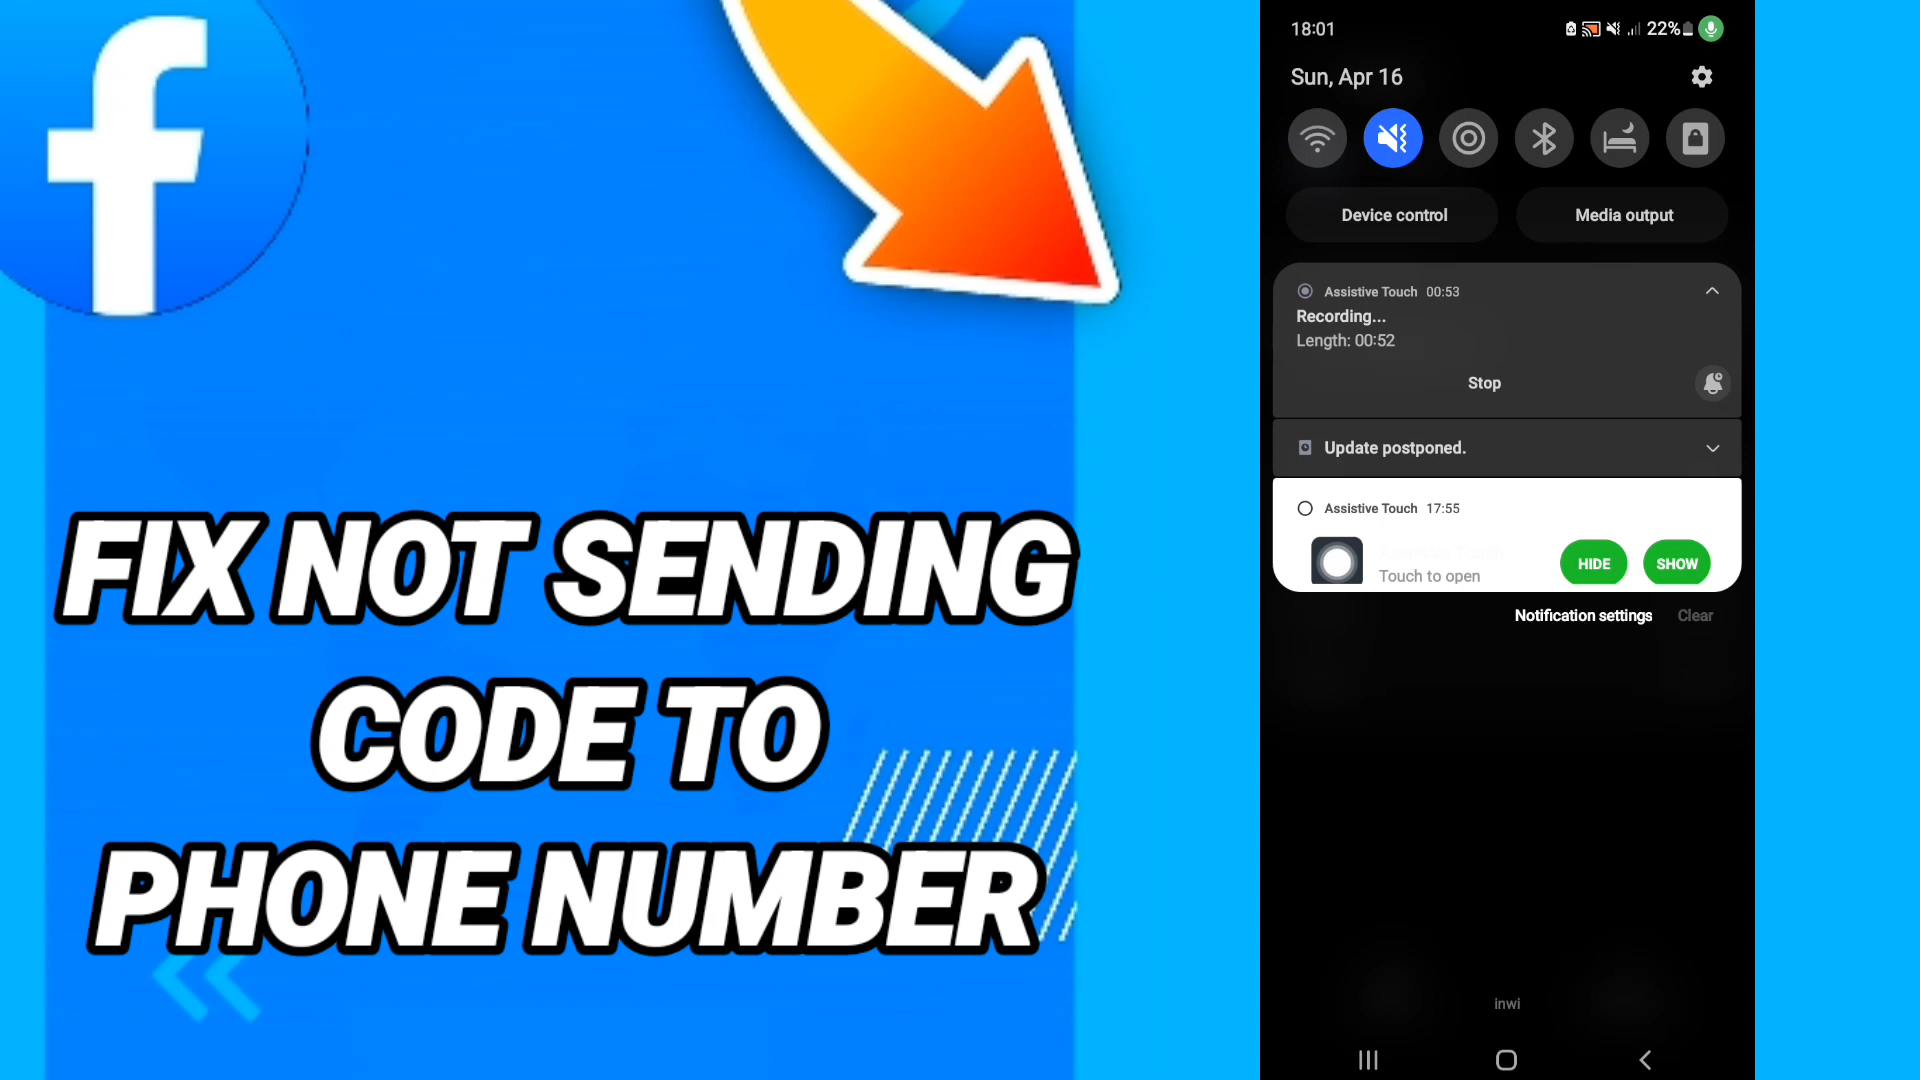 FIX NOT SENDING
CODE TO
PHONE NUMBER
18:01
22%
Sun, Apr 16
Device control
Media output
Assistive Touch 00:53
Recording...
Length: 00:52
Stop
Update postponed.
Assistive Touch 17:55
Touch to open
HIDE
SHOW
Notification settings
Clear
inwi